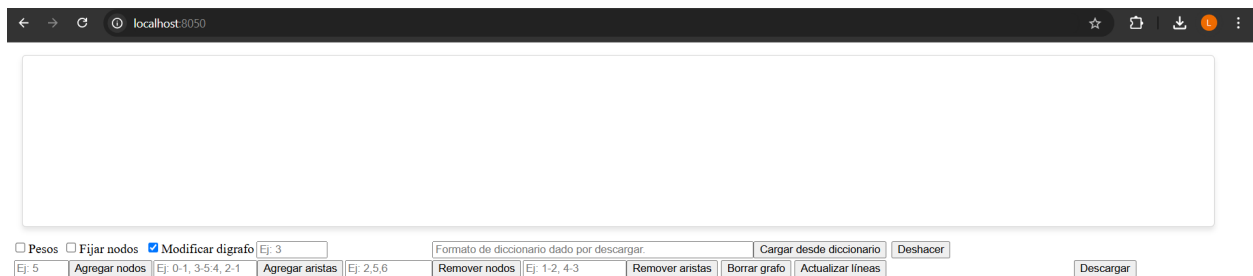 localhost:8050 L
Pesos Fijar nodos Modificar digrafo Ej: 3 Formato de diccionario dado por descargar. Cargar desde diccionario Deshacer
Ej: 5 Agregar nodos Ej: 0-1, 3-5:4, 2-1 Agregar aristas Ej: 2,5,6 Remover nodos Ej: 1-2, 4-3 Remover aristas Borrar grafo Actualizar líneas Descargar